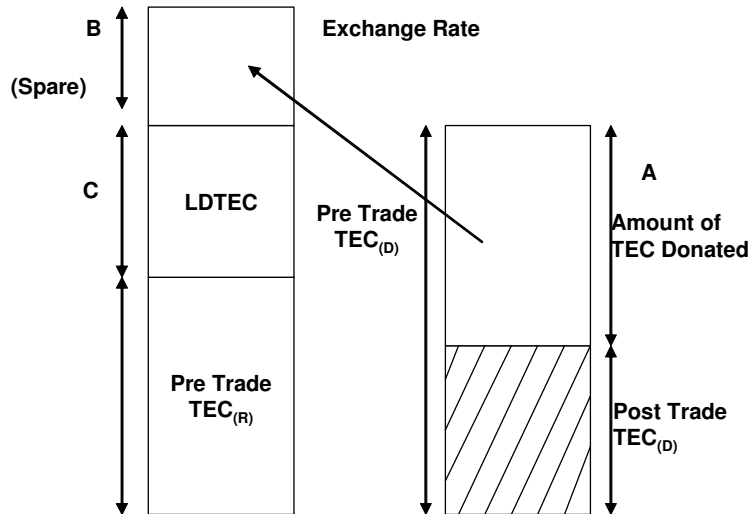 B
Exchange Rate
(Spare)
C
LDTEC
Pre Trade
TEC(D)
A
Amount of
TEC Donated
Pre Trade
TEC(R)
Post Trade
TEC(D)